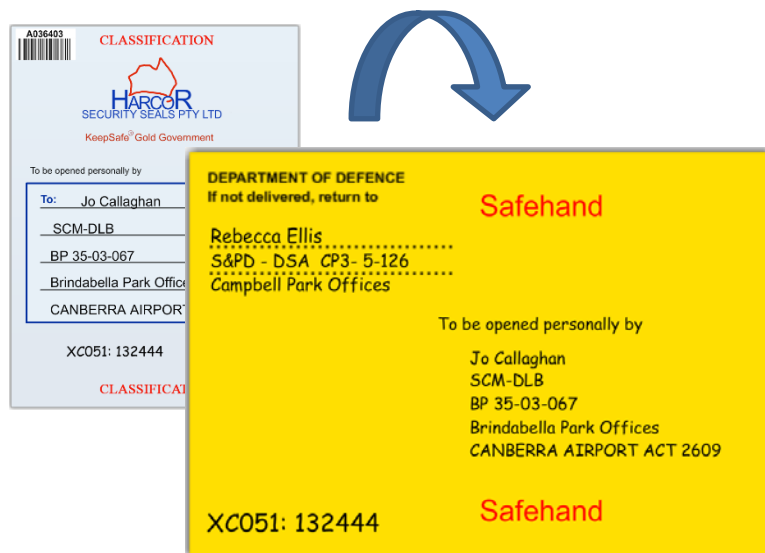 A036403
CLASSIFICATION
HARCOR
SECURITY SEALS PTY LTD
KeepSafe® Gold Government
To be opened personally by
To: Jo Callaghan
SCM-DLB
BP 35-03-067
Brindabella Park Office
CANBERRA AIRPORT
XC051: 132444
CLASSIFICAT
DEPARTMENT OF DEFENCE
If not delivered, return to
Safehand
Rebecca Ellis
S&PD - DSA CP3- 5-126
Campbell Park Offices
To be opened personally by
Jo Callaghan
SCM-DLB
BP 35-03-067
Brindabella Park Offices
CANBERRA AIRPORT ACT 2609
XC051: 132444
Safehand